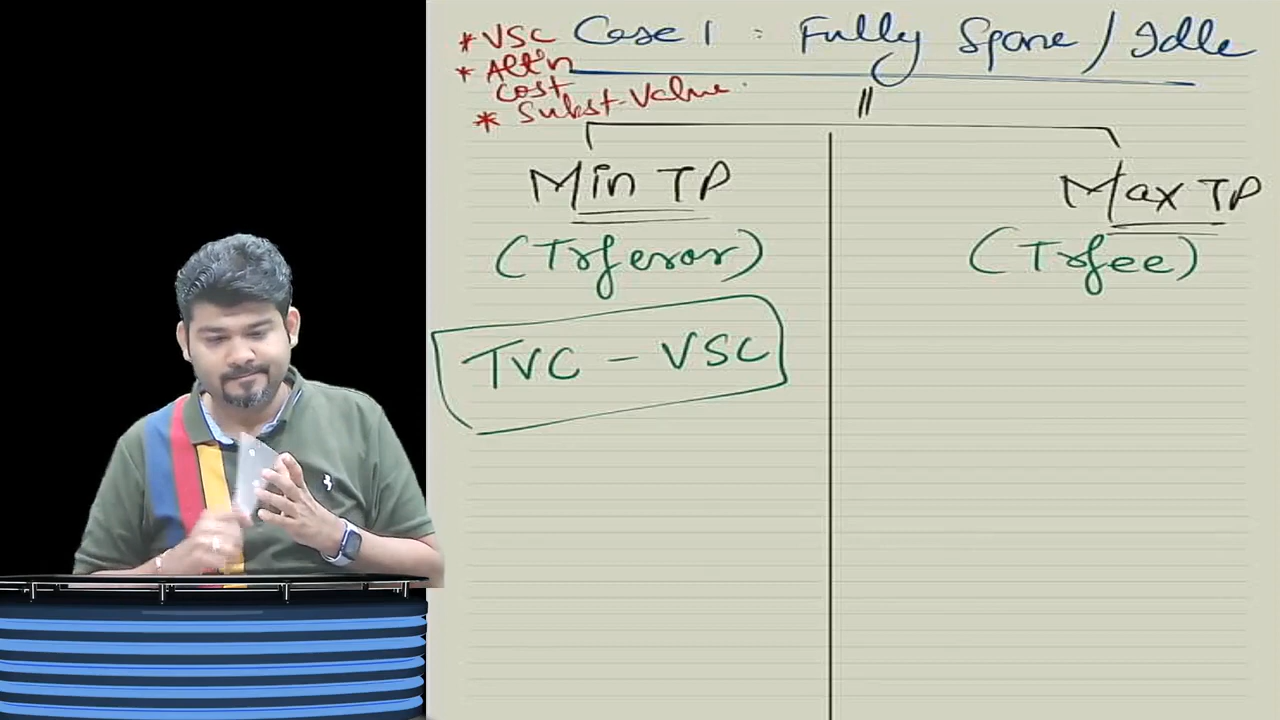 * VSC
* Alt'n
cost
* Subst. Value
Case 1 : Fully Spare / Idle
Min TP
(Trferor)
TVC - VSC
Max TP
(Trfee)